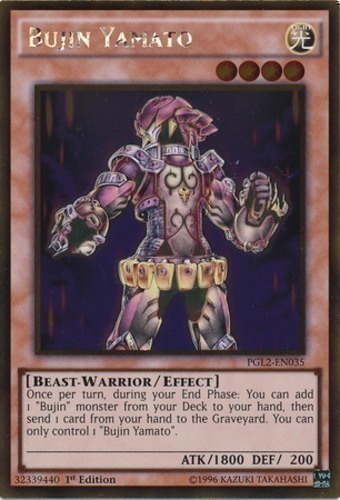 Bujin Yamato
光
PGL2-EN035
[Beast-Warrior/Effect]
Once per turn, during your End Phase: You can add
1 "Bujin" monster from your Deck to your hand, then
send 1 card from your hand to the Graveyard. You can
only control 1 "Bujin Yamato".
ATK/1800 DEF/ 200
32339440 1st Edition ©1996 KAZUKI TAKAHASHI